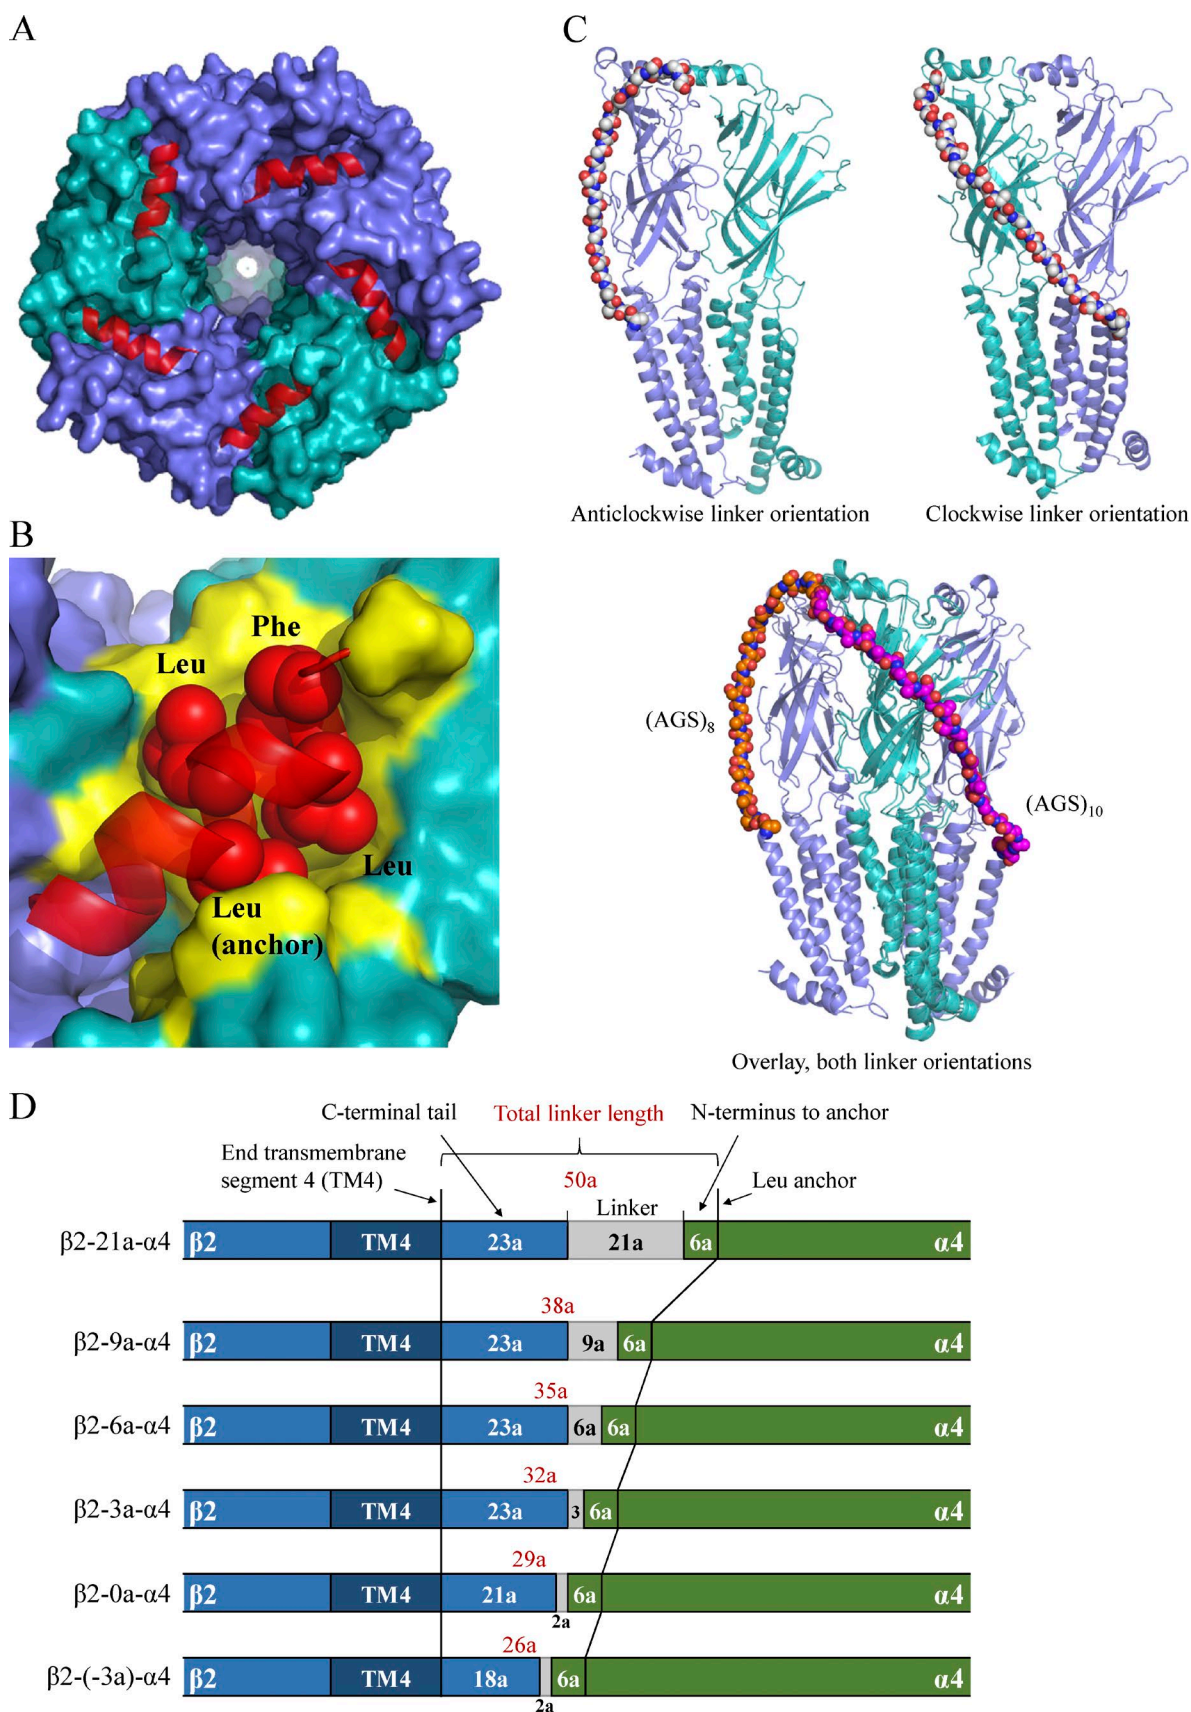 A
C
Anticlockwise linker orientation
Clockwise linker orientation
B
Phe
Leu
Leu
Leu
(anchor)
(AGS)8
(AGS)10
Overlay, both linker orientations
D
C-terminal tail
Total linker length
N-terminus to anchor
End transmembrane
segment 4 (TM4)
50a
Leu anchor
Linker
β2-21a-α4 β2 TM4 23a 21a 6a α4
38a
β2-9a-α4 β2 TM4 23a 9a 6a α4
35a
β2-6a-α4 β2 TM4 23a 6a 6a α4
32a
β2-3a-α4 β2 TM4 23a 3 6a α4
29a
β2-0a-α4 β2 TM4 21a 6a α4
2a
26a
β2-(-3a)-α4 β2 TM4 18a 6a α4
2a